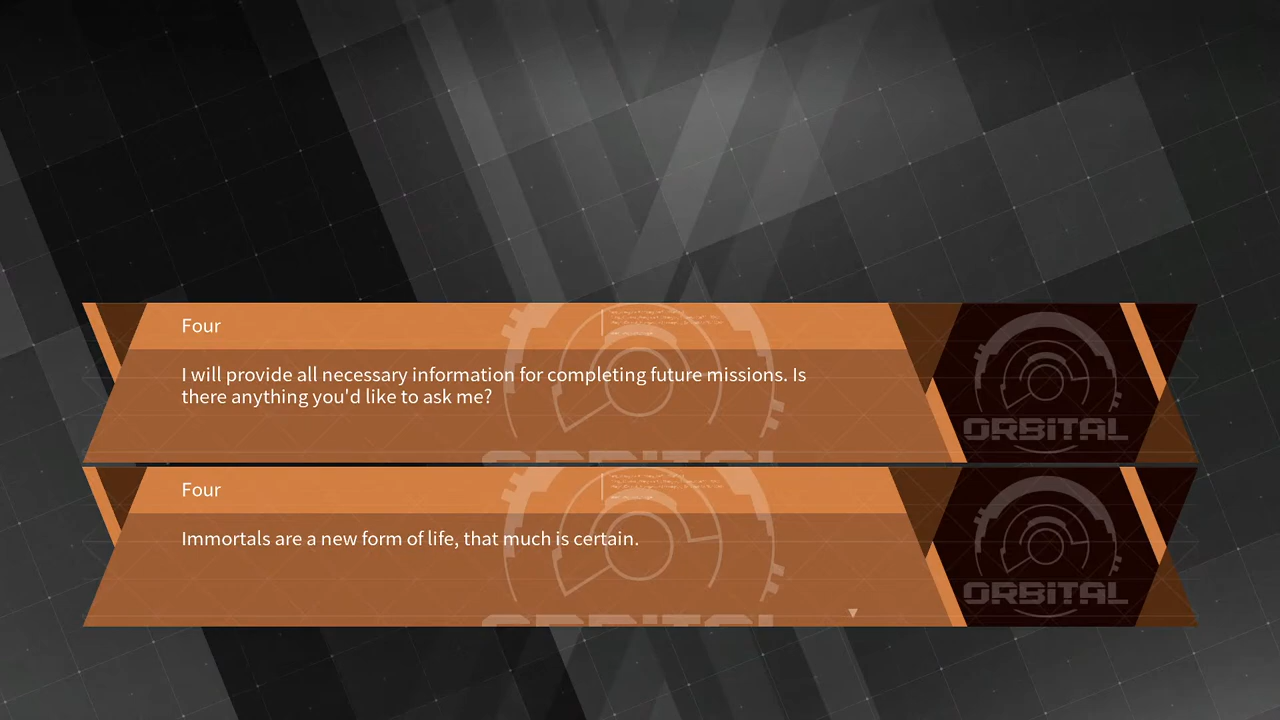 Four
I will provide all necessary information for completing future missions. Is
there anything you'd like to ask me?
ORBITAL
Four
Immortals are a new form of life, that much is certain.
ORBITAL